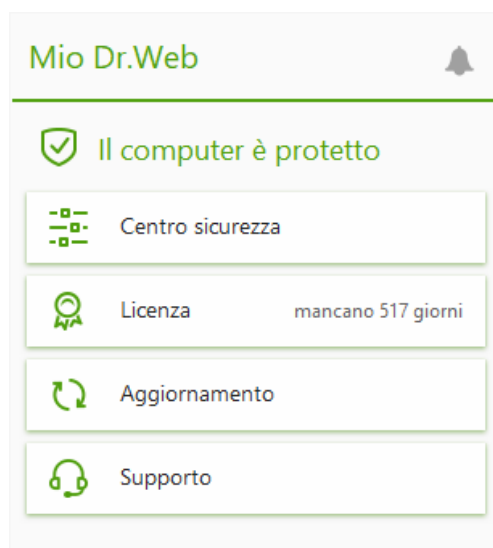 Mio Dr.Web
Il computer è protetto
Centro sicurezza
Licenza mancano 517 giorni
Aggiornamento
Supporto